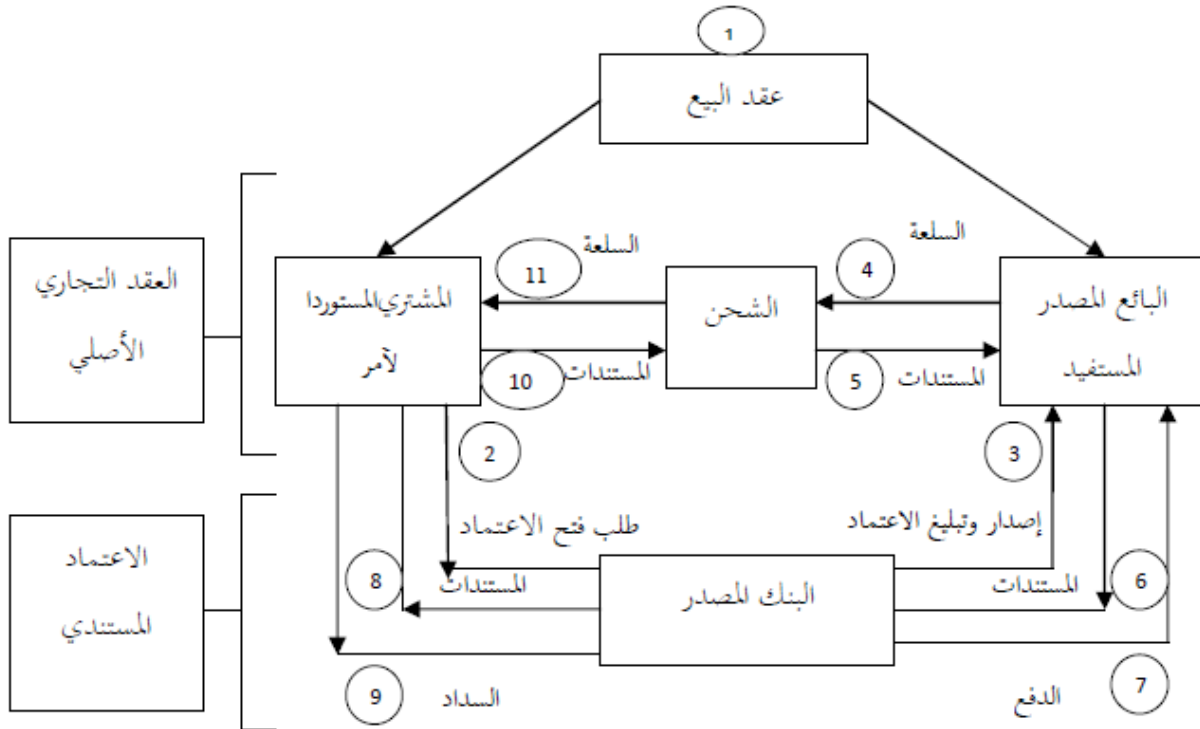 1
عقد البيع
السلعة
السلعة
4
11
العقد التجاري
الأصلي
البائع المصدر
المستفيد
الشحن
المشتري/المستوردا
لآمر
المستندات
5
المستندات
10
3
2
إصدار وتبليغ الاعتماد
طلب فتح الاعتماد
الاعتماد
المستندي
6
المستندات
البنك المصدر
المستندات
8
7
الدفع
السداد
9